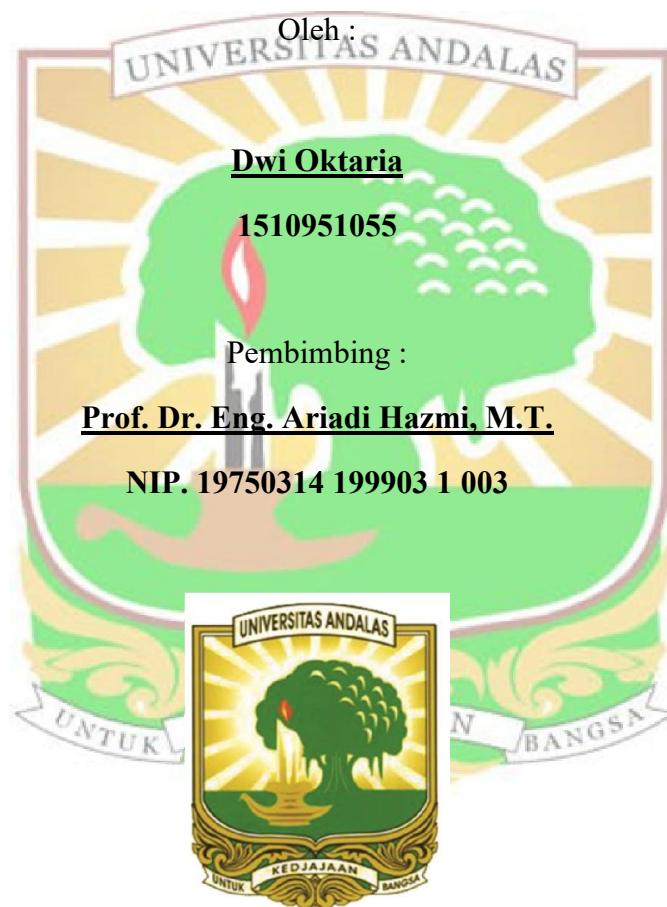 Oleh :
UNIVERSITAS ANDALAS
Dwi Oktaria
1510951055
Pembimbing :
Prof. Dr. Eng. Ariadi Hazmi, M.T.
NIP. 19750314 199903 1 003
UNIVERSITAS ANDALAS
UNTUK N BANGSA
UNTUK KEDJAJAAN BANGSA